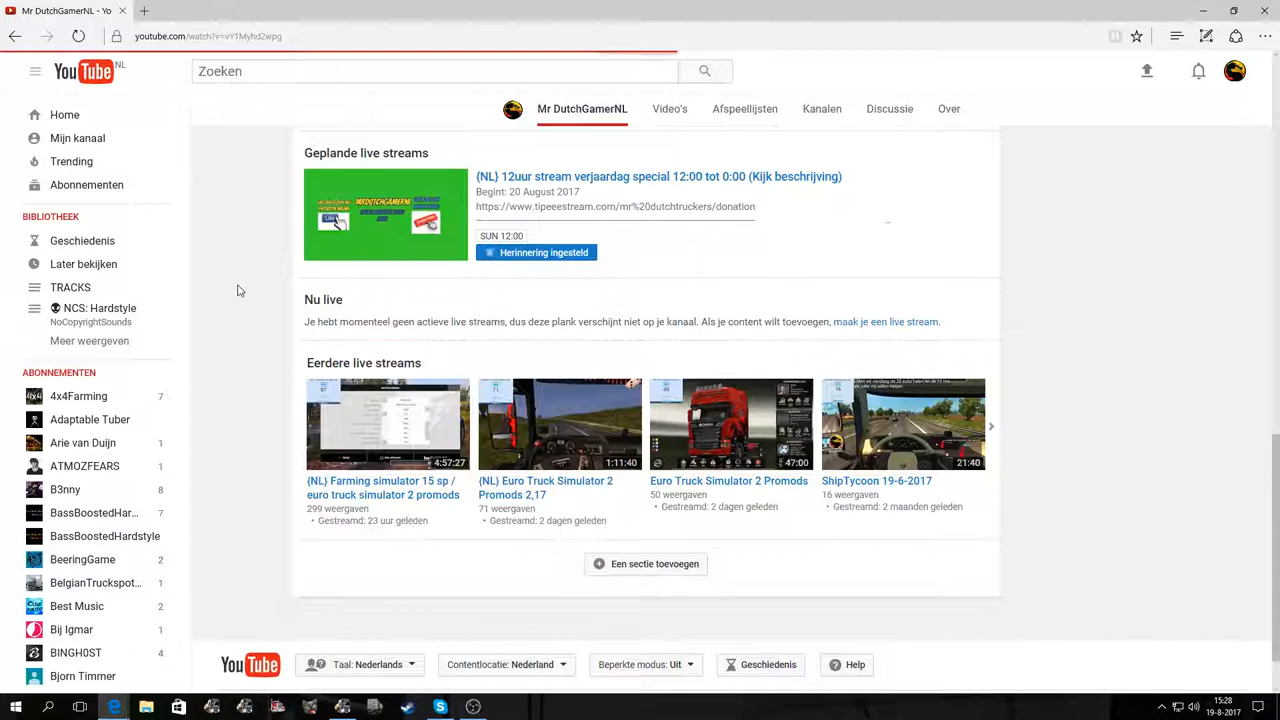 Mr DutchGamerNL - Yo
youtube.com/watch?v=vY1Myhd2wpg
YouTube NL
Zoeken
Mr DutchGamerNL
Video's
Afspeellijsten
Kanalen
Discussie
Over
Home
Mijn kanaal
Trending
Abonnementen
BIBLIOTHEEK
Geschiedenis
Later bekijken
TRACKS
NCS: Hardstyle
NoCopyrightSounds
Meer weergeven
ABONNEMENTEN
4x4Farming 7
Adaptable Tuber
Arie van Duijn 1
ATMOZFEARS 1
B3nny 8
BassBoostedHar... 7
BassBoostedHardstyle
BeeringGame 2
BelgianTruckspot... 1
Best Music 2
Bij Igmar 1
BINGH0ST 4
Bjorn Timmer
Geplande live streams
MRDUTCHGAMERNL
{NL} 12uur stream verjaardag special 12:00 tot 0:00 (Kijk beschrijving)
Begint: 20 August 2017
https://www.tipeeestream.com/mr%20dutchtruckers/donation
...
SUN 12:00
Herinnering ingesteld
Nu live
Je hebt momenteel geen actieve live streams, dus deze plank verschijnt niet op je kanaal. Als je content wilt toevoegen, maak je een live stream.
Eerdere live streams
4:57:27
1:11:40
47:00
21:40
{NL} Farming simulator 15 sp /
euro truck simulator 2 promods
299 weergaven
• Gestreamd: 23 uur geleden
{NL} Euro Truck Simulator 2
Promods 2,17
71 weergaven
• Gestreamd: 2 dagen geleden
Euro Truck Simulator 2 Promods
50 weergaven
• Gestreamd: 2 dagen geleden
ShipTycoon 19-6-2017
16 weergaven
• Gestreamd: 2 maanden geleden
Een sectie toevoegen
YouTube
Taal: Nederlands
Contentlocatie: Nederland
Beperkte modus: Uit
Geschiedenis
Help
15:28
19-8-2017